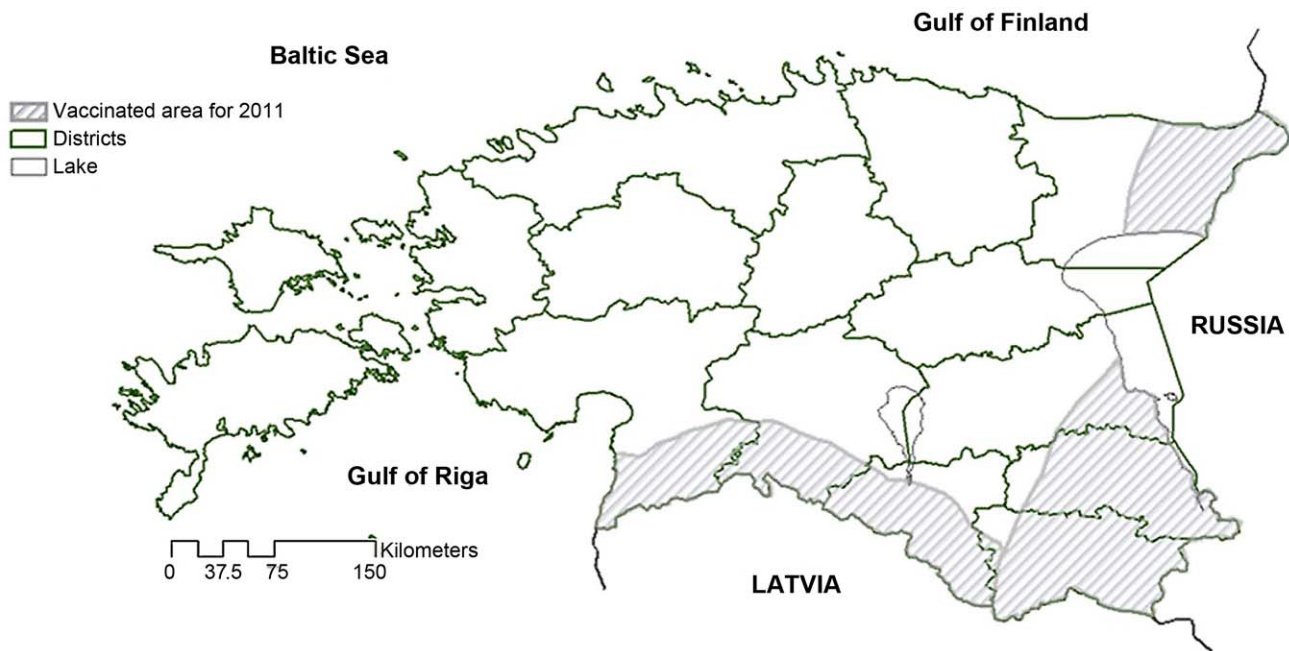 Gulf of Finland
Baltic Sea
Vaccinated area for 2011
Districts
Lake
RUSSIA
Gulf of Riga
Kilometers
0 37.5 75 150
LATVIA